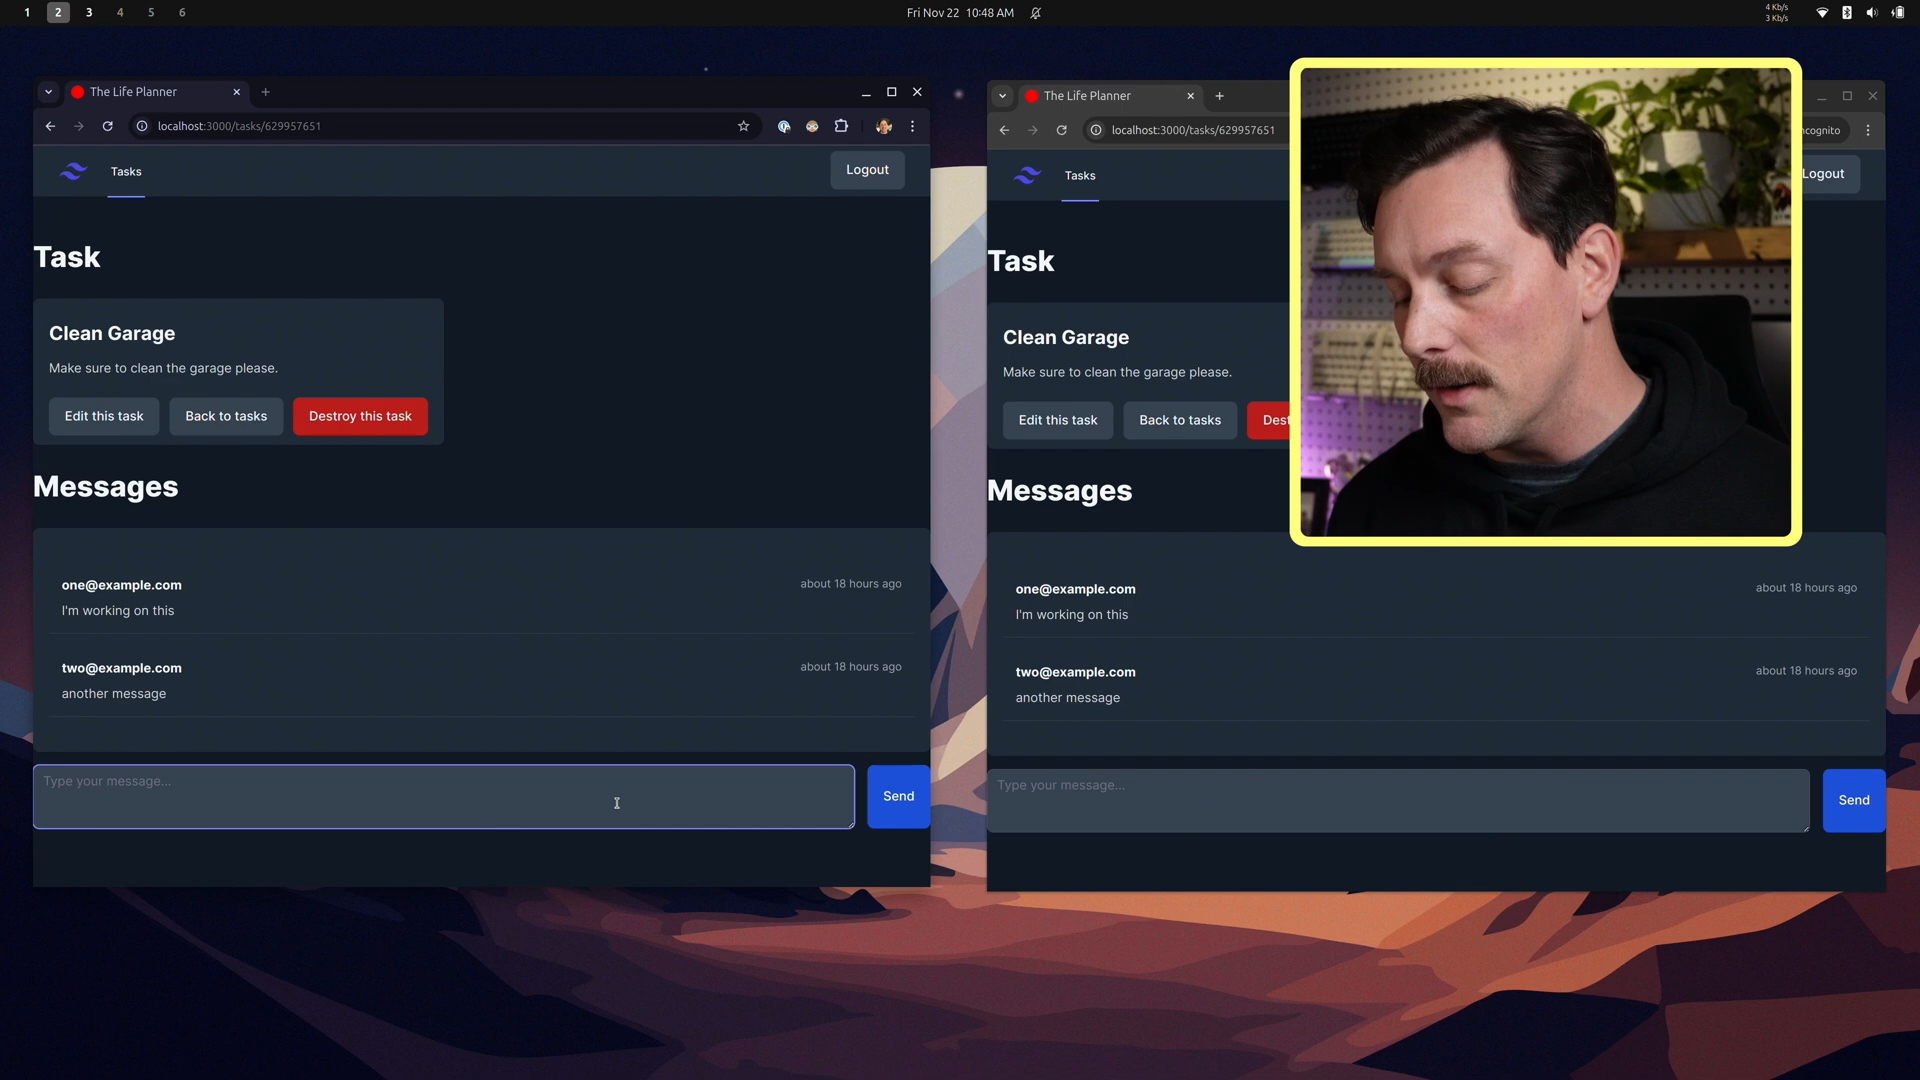 1 2 3 4 5 6
Fri Nov 22 10:48 AM
4 Kb/s
3 Kb/s
The Life Planner
localhost:3000/tasks/629957651
Tasks
Logout
Task
Clean Garage
Make sure to clean the garage please.
Edit this task Back to tasks Destroy this task
Messages
one@example.com about 18 hours ago
I'm working on this
two@example.com about 18 hours ago
another message
Type your message...
Send
The Life Planner
localhost:3000/tasks/629957651
cognito
Tasks
Logout
Task
Clean Garage
Make sure to clean the garage please.
Edit this task Back to tasks Dest
Messages
one@example.com about 18 hours ago
I'm working on this
two@example.com about 18 hours ago
another message
Type your message...
Send